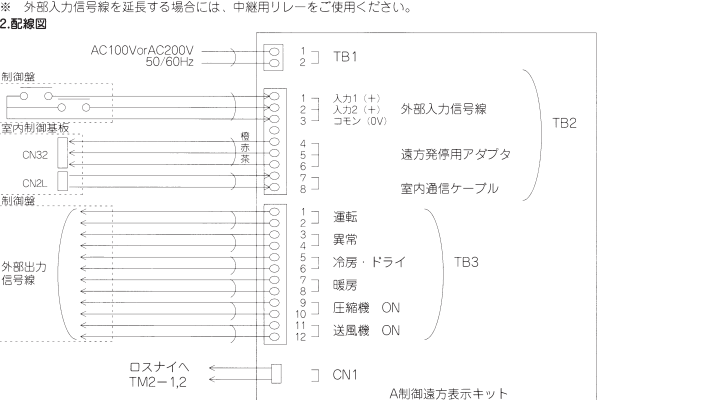 ※　外部入力信号線を延長する場合には、中継用リレーをご使用ください。
2.配線図
AC100VorAC200V
50/60Hz
1
2
TB1
制御盤
1 入力1（+）
2 入力2（+）
3 コモン（0V）
外部入力信号線
TB2
室内制御基板
CN32
橙
赤
茶
4
5
6
遠方発停用アダプタ
CN2L
7
8
室内通信ケーブル
制御盤
外部出力
信号線
1
2
運転
3
4
異常
5
6
冷房・ドライ
7
8
暖房
9
10
圧縮機　ON
11
12
送風機　ON
TB3
ロスナイへ
TM2－1,2
CN1
A制御遠方表示キット